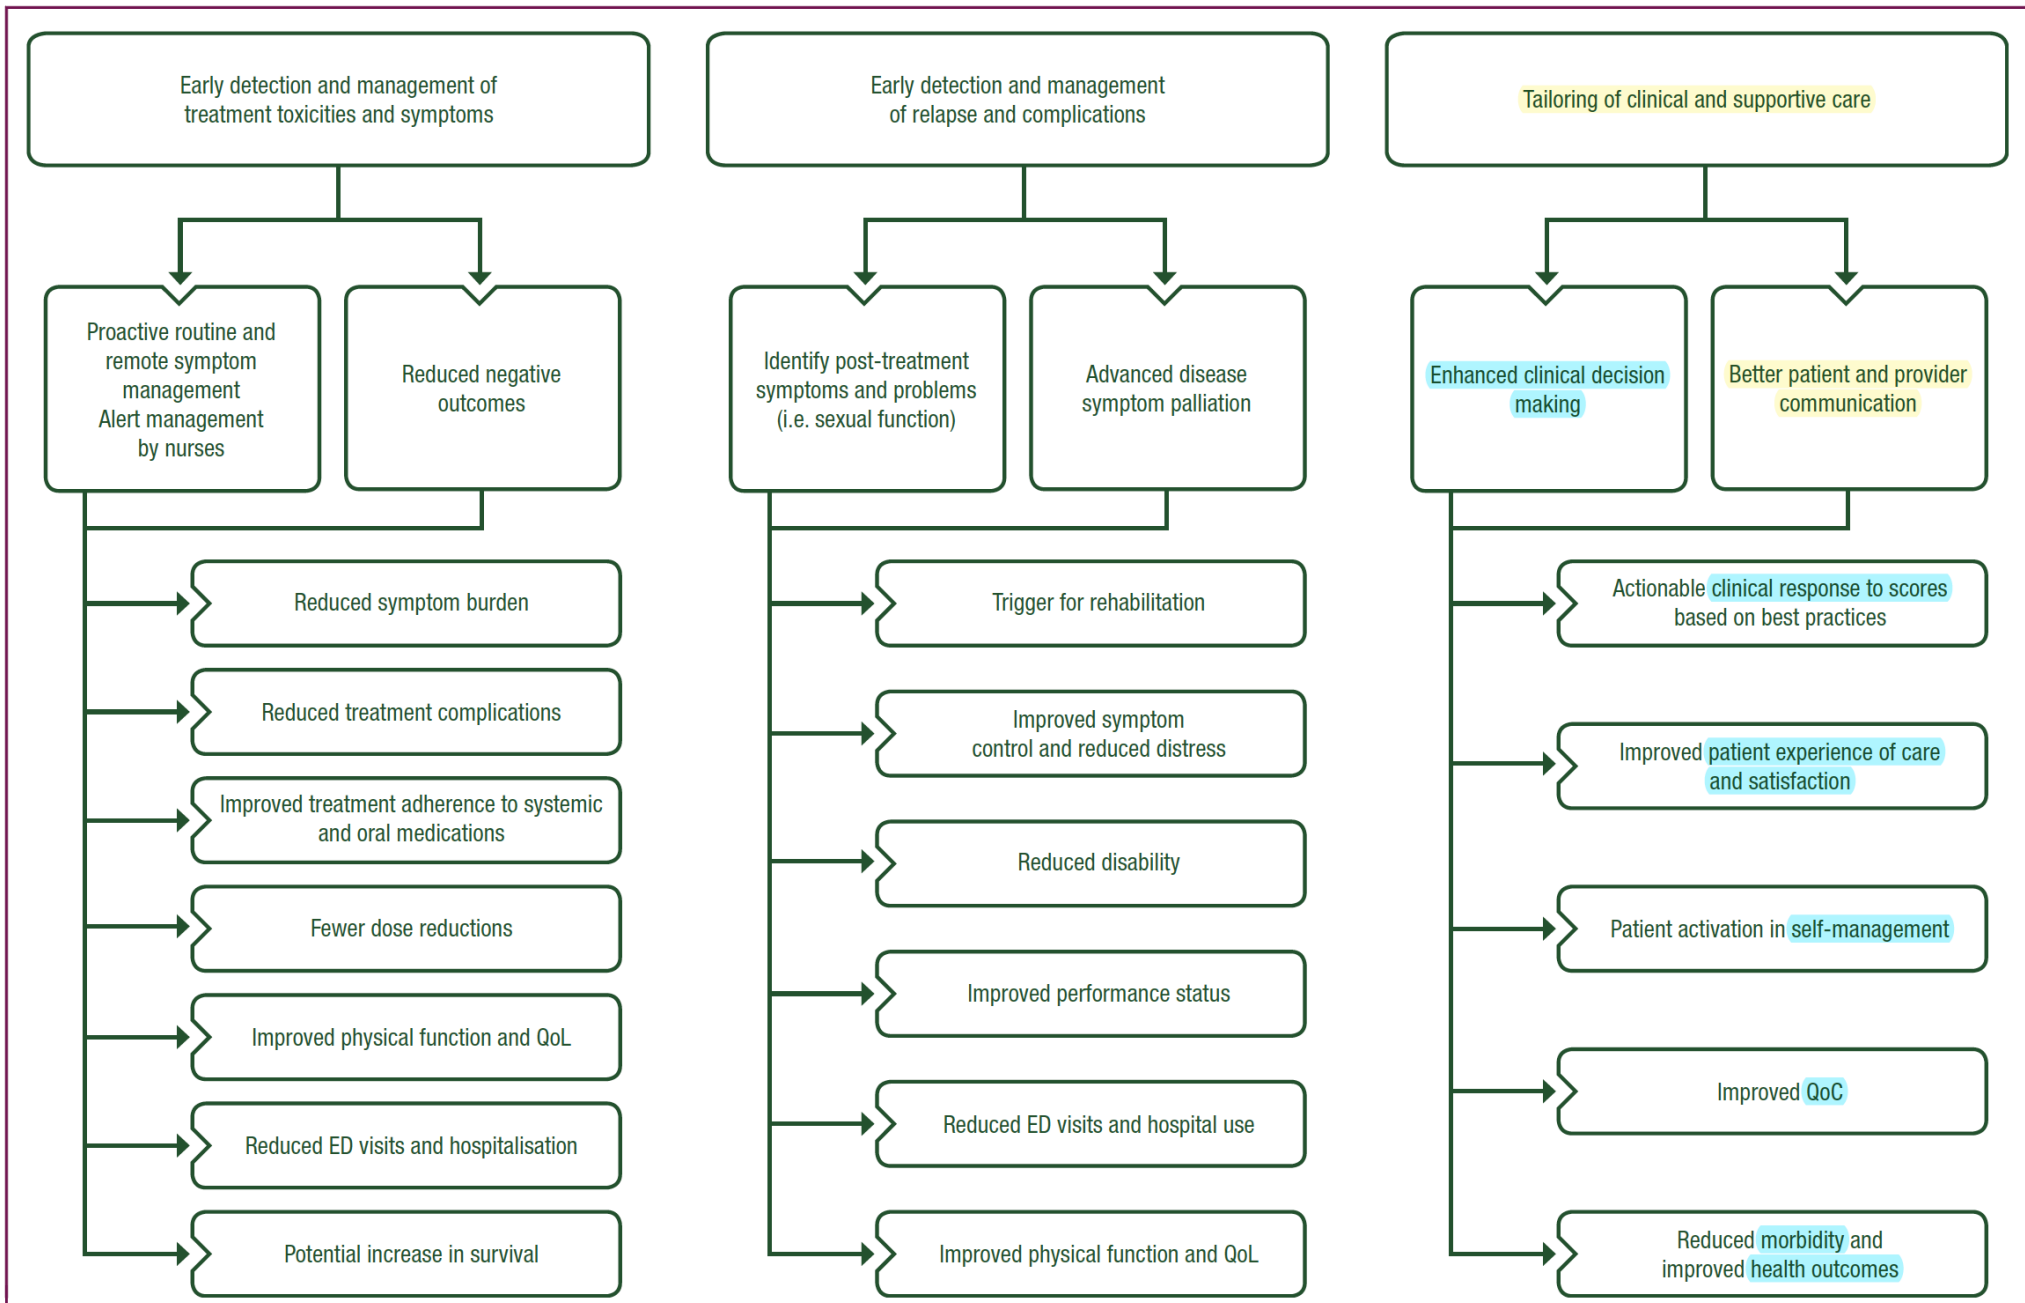 Early detection and management of
treatment toxicities and symptoms
Proactive routine and
remote symptom
management
Alert management
by nurses
Reduced negative
outcomes
Reduced symptom burden
Reduced treatment complications
Improved treatment adherence to systemic
and oral medications
Fewer dose reductions
Improved physical function and QoL
Reduced ED visits and hospitalisation
Potential increase in survival
Early detection and management
of relapse and complications
Identify post-treatment
symptoms and problems
(i.e. sexual function)
Advanced disease
symptom palliation
Trigger for rehabilitation
Improved symptom
control and reduced distress
Reduced disability
Improved performance status
Reduced ED visits and hospital use
Improved physical function and QoL
Tailoring of clinical and supportive care
Enhanced clinical decision
making
Better patient and provider
communication
Actionable clinical response to scores
based on best practices
Improved patient experience of care
and satisfaction
Patient activation in self-management
Improved QoC
Reduced morbidity and
improved health outcomes